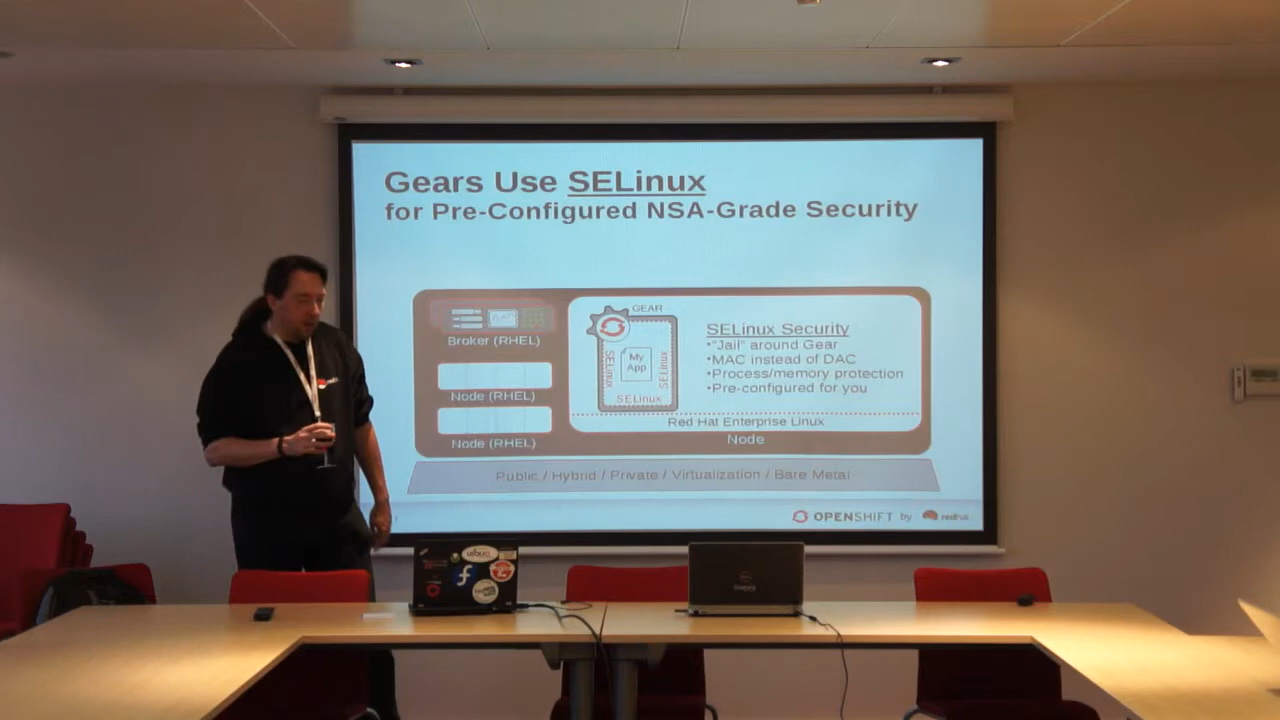 Gears Use SELinux
for Pre-Configured NSA-Grade Security
GEAR
SELinux
My
App
SELinux
SELinux
Broker (RHEL)
Node (RHEL)
Node (RHEL)
SELinux Security
•"Jail" around Gear
•MAC instead of DAC
•Process/memory protection
•Pre-configured for you
Red Hat Enterprise Linux
Node
Public / Hybrid / Private / Virtualization / Bare Metal
OPENSHIFT by redhat